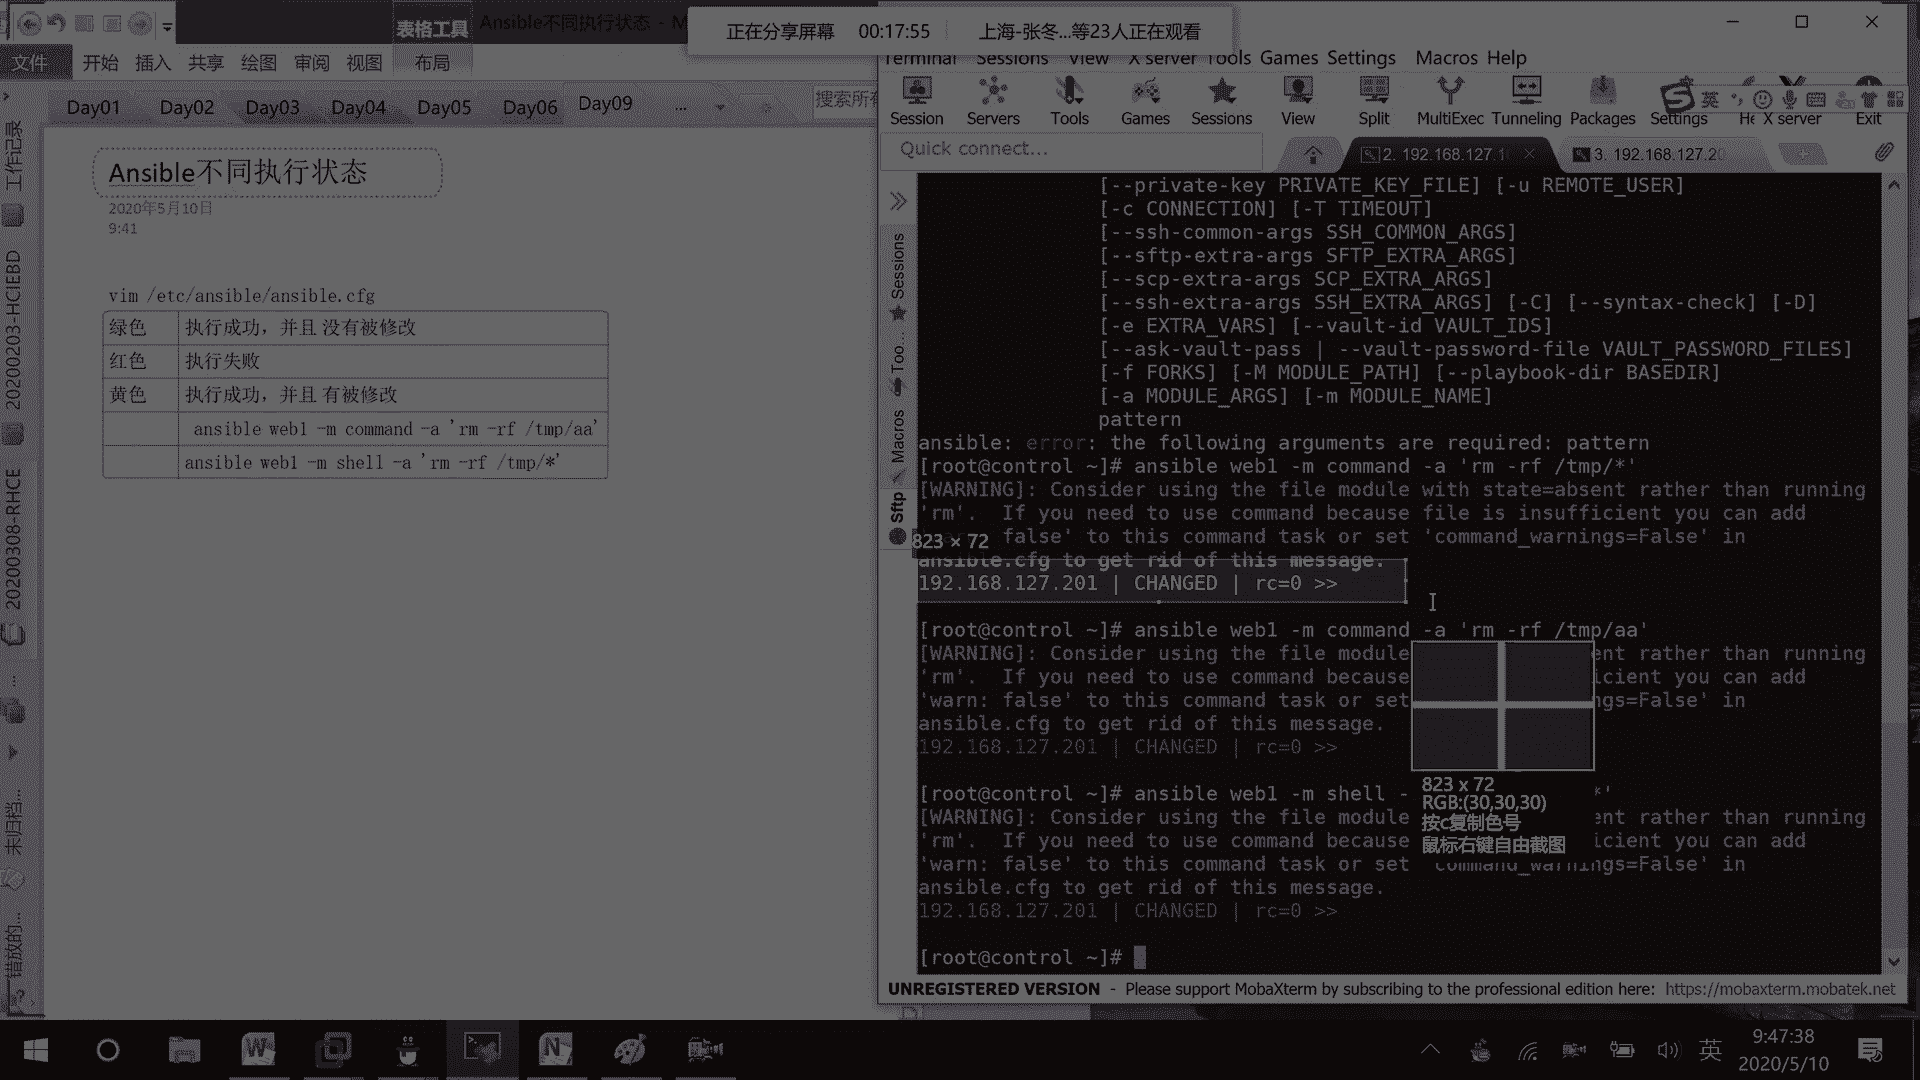 表格工具
Ansible不同执行状态 - M
正在分享屏幕 00:17:55 上海-张冬...等23人正在观看
文件 开始 插入 共享 绘图 审阅 视图 布局
Day01 Day02 Day03 Day04 Day05 Day06 Day09 ...
搜索所有
工作记录
20200203-HCIEBD
20200308-RHCE
...
未归档...
错放的...
Ansible不同执行状态
2020年5月10日
9:41
vim /etc/ansible/ansible.cfg
绿色 执行成功，并且 没有被修改
红色 执行失败
黄色 执行成功，并且 有被修改
ansible web1 -m command -a 'rm -rf /tmp/aa'
ansible web1 -m shell -a 'rm -rf /tmp/*'
Terminal Sessions View X server Tools Games Settings Macros Help
Session Servers Tools Games Sessions View Split MultiExec Tunneling Packages Settings He X server Exit
英
Quick connect...
2. 192.168.127.1
3. 192.168.127.20
Sessions
Too...
Macros
Sftp
[--private-key PRIVATE_KEY_FILE] [-u REMOTE_USER]
[-c CONNECTION] [-T TIMEOUT]
[--ssh-common-args SSH_COMMON_ARGS]
[--sftp-extra-args SFTP_EXTRA_ARGS]
[--scp-extra-args SCP_EXTRA_ARGS]
[--ssh-extra-args SSH_EXTRA_ARGS] [-C] [--syntax-check] [-D]
[-e EXTRA_VARS] [--vault-id VAULT_IDS]
[--ask-vault-pass | --vault-password-file VAULT_PASSWORD_FILES]
[-f FORKS] [-M MODULE_PATH] [--playbook-dir BASEDIR]
[-a MODULE_ARGS] [-m MODULE_NAME]
pattern
ansible: error: the following arguments are required: pattern
[root@control ~]# ansible web1 -m command -a 'rm -rf /tmp/*'
[WARNING]: Consider using the file module with state=absent rather than running
'rm'. If you need to use command because file is insufficient you can add
823 × 72
false' to this command task or set 'command_warnings=False' in
ansible.cfg to get rid of this message.
192.168.127.201 | CHANGED | rc=0 >>
[root@control ~]# ansible web1 -m command -a 'rm -rf /tmp/aa'
[WARNING]: Consider using the file module ent rather than running
'rm'. If you need to use command because icient you can add
'warn: false' to this command task or set ngs=False' in
ansible.cfg to get rid of this message.
192.168.127.201 | CHANGED | rc=0 >>
823 x 72
RGB:(30,30,30)
按c复制色号
鼠标右键自由截图
[root@control ~]# ansible web1 -m shell - *'
[WARNING]: Consider using the file module ent rather than running
'rm'. If you need to use command because icient you can add
'warn: false' to this command task or set 'command_warnings=False' in
ansible.cfg to get rid of this message.
192.168.127.201 | CHANGED | rc=0 >>
[root@control ~]#
UNREGISTERED VERSION - Please support MobaXterm by subscribing to the professional edition here: https://mobaxterm.mobatek.net
英
9:47:38
2020/5/10